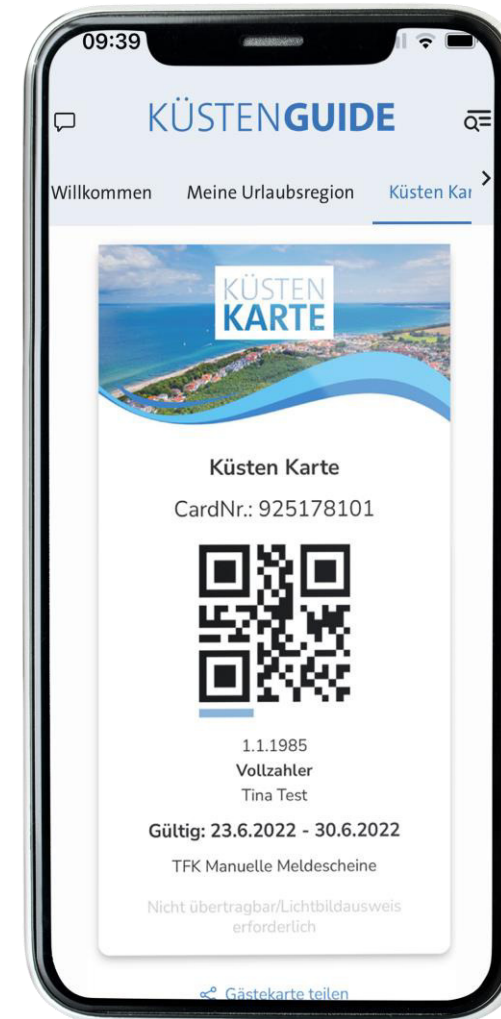 09:39
KÜSTENGUIDE
Willkommen Meine Urlaubsregion Küsten Kar
KÜSTEN
KARTE
Küsten Karte
CardNr.: 925178101
1.1.1985
Vollzahler
Tina Test
Gültig: 23.6.2022 - 30.6.2022
TFK Manuelle Meldescheine
Nicht übertragbar/Lichtbildausweis
erforderlich
Gästekarte teilen